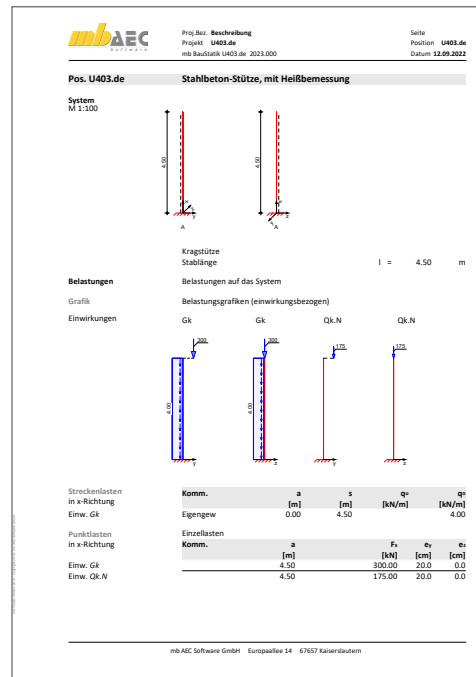 mb AEC
Software
Proj.Bez. Beschreibung
Seite
Projekt U403.de
Position U403.de
mb BauStatik U403.de 2023.000
Datum 12.09.2022
Pos. U403.de Stahlbeton-Stütze, mit Heißbemessung
System
M 1:100
4.50
4.50
x
z
y
A
x
y
z
A
Kragstütze
Stablänge l = 4.50 m
Belastungen Belastungen auf das System
Grafik Belastungsgrafiken (einwirkungsbezogen)
Einwirkungen Gk Gk Qk.N Qk.N
300
300
175
175
4.00
4.00
y
z
y
z
Streckenlasten Komm. a s q q
in x-Richtung [m] [m] [kN/m] [kN/m]
Einw. Gk Eigengew 0.00 4.50 4.00
Punktlasten Einzellasten
in x-Richtung Komm. a Fx ey ez
[m] [kN] [cm] [cm]
Einw. Gk 4.50 300.00 20.0 0.0
Einw. Qk.N 4.50 175.00 20.0 0.0
mb AEC Software GmbH Europaallee 14 67657 Kaiserslautern